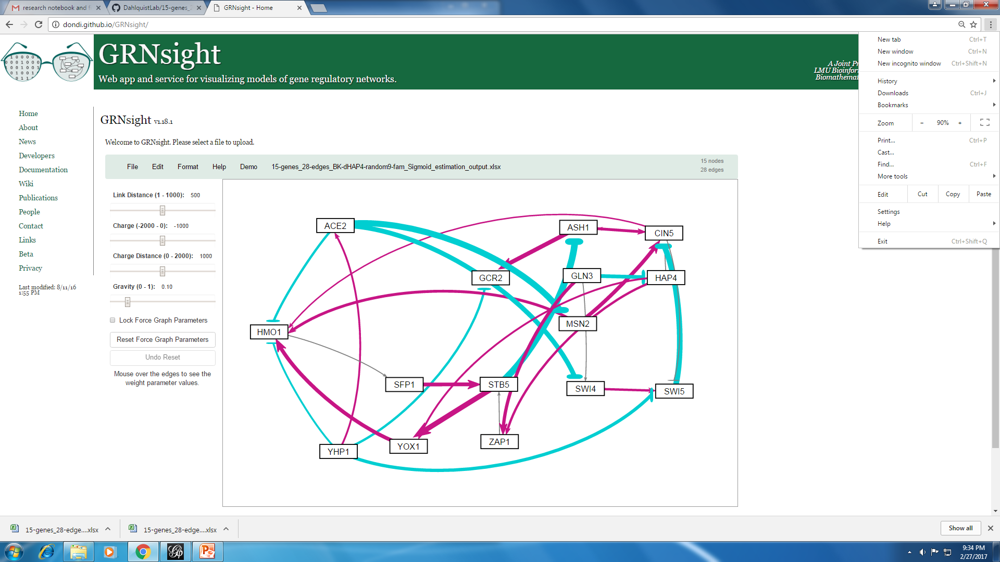 research notebook and f
DahlquistLab/15-genes_2
GRNsight - Home
dondi.github.io/GRNsight/
GRNsight
Web app and service for visualizing models of gene regulatory networks.
A Joint Pr
LMU Bioinfor
Biomathemat
New tab Ctrl+T
New window Ctrl+N
New incognito window Ctrl+Shift+N
History
Downloads Ctrl+J
Bookmarks
Zoom − 90% +
Print... Ctrl+P
Cast...
Find... Ctrl+F
More tools
Edit Cut Copy Paste
Settings
Help
Exit Ctrl+Shift+Q
Home
About
News
Developers
Documentation
Wiki
Publications
People
Contact
Links
Beta
Privacy
Last modified: 8/11/16
1:55 PM
GRNsight v1.18.1
Welcome to GRNsight. Please select a file to upload.
File Edit Format Help Demo 15-genes_28-edges_BK-dHAP4-random9-fam_Sigmoid_estimation_output.xlsx
15 nodes
28 edges
Link Distance (1 - 1000): 500
Charge (-2000 - 0): -1000
Charge Distance (0 - 2000): 1000
Gravity (0 - 1): 0.10
Lock Force Graph Parameters
Reset Force Graph Parameters
Undo Reset
Mouse over the edges to see the
weight parameter values.
ACE2
ASH1
CIN5
GCR2
GLN3
HAP4
MSN2
HMO1
SFP1
STB5
SWI4
SWI5
ZAP1
YOX1
YHP1
15-genes_28-edge....xlsx
15-genes_28-edge....xlsx
Show all
9:34 PM
2/27/2017